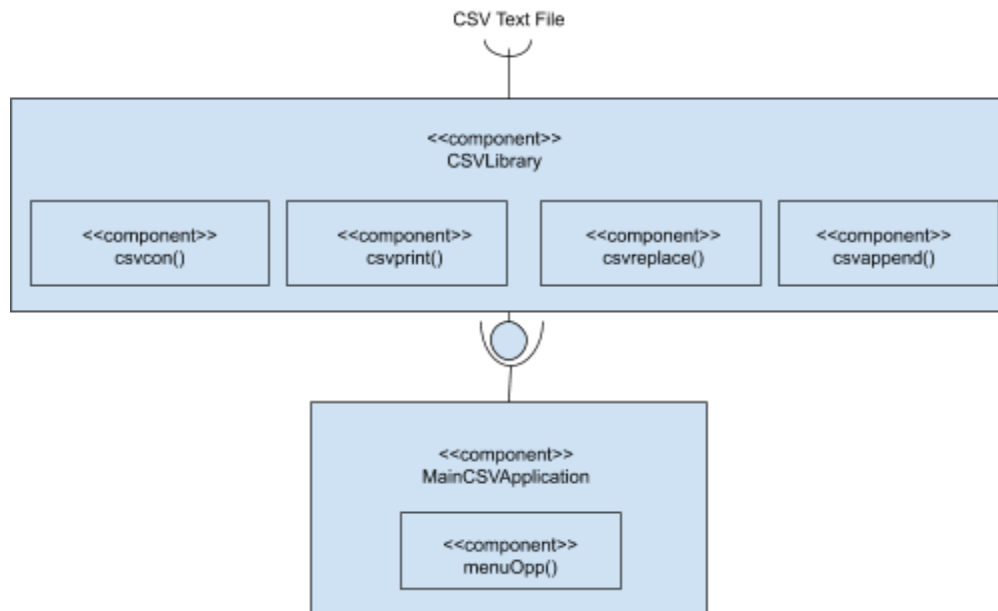 CSV Text File
<<component>>
CSVLibrary
<<component>>
csvcon()
<<component>>
csvprint()
<<component>>
csvreplace()
<<component>>
csvappend()
<<component>>
MainCSVApplication
<<component>>
menuOpp()